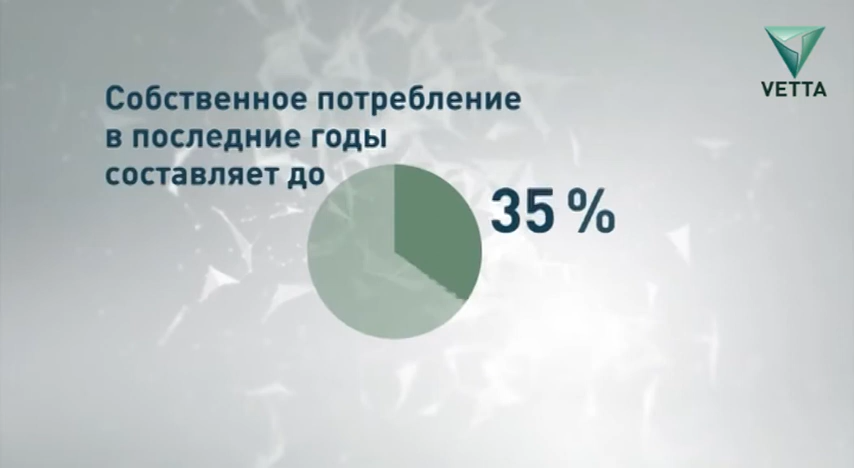 VETTA
Собственное потребление
в последние годы
составляет до
35 %